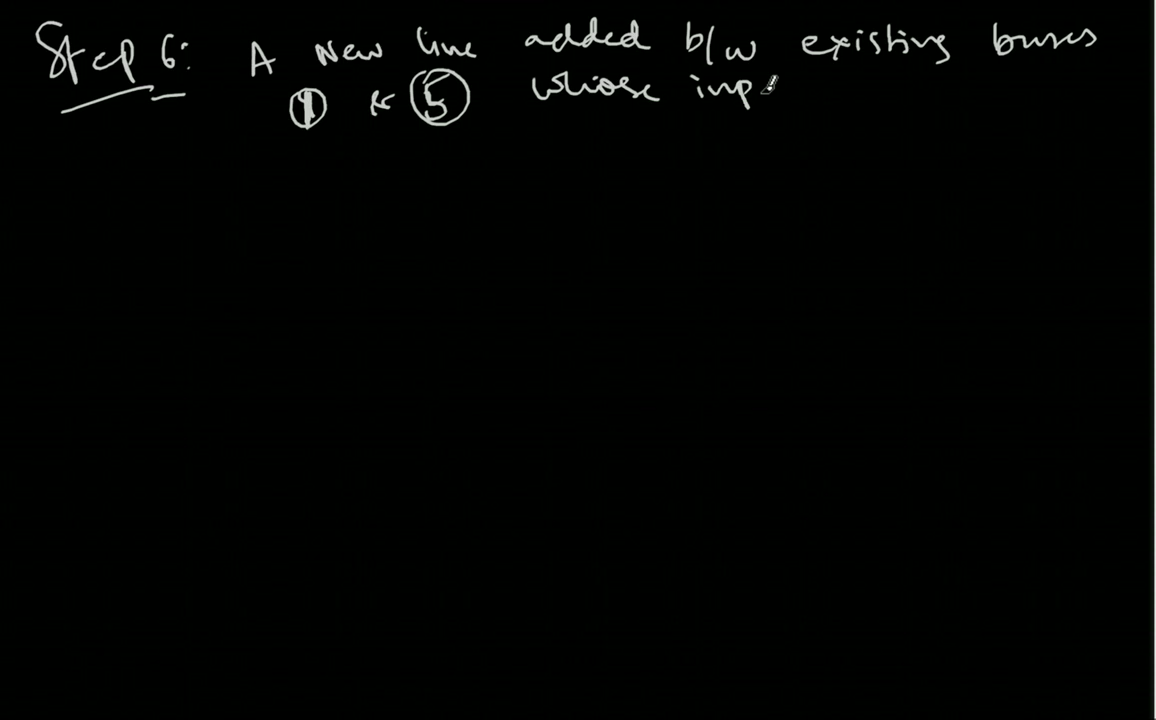 Step 6: A New line added b/w existing buses
① & ⑤ whose imp